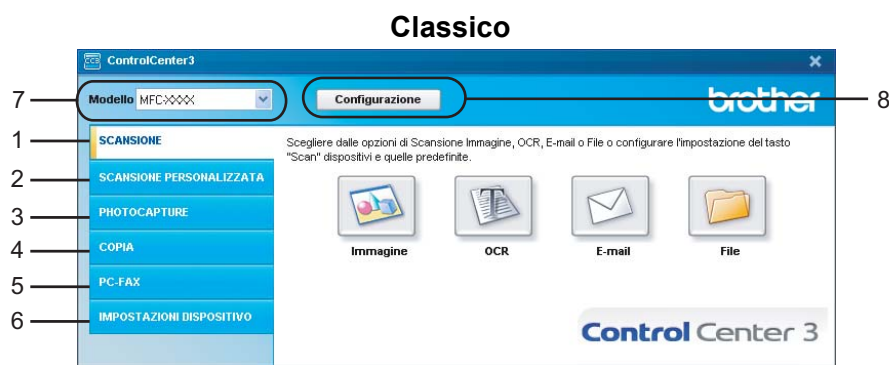 Classico
ControlCenter3
7 Modello MFC-XXXX Configurazione brother 8
1 SCANSIONE
Scegliere dalle opzioni di Scansione Immagine, OCR, E-mail o File o configurare l'impostazione del tasto
"Scan" dispositivi e quelle predefinite.
2 SCANSIONE PERSONALIZZATA
3 PHOTOCAPTURE
4 COPIA
Immagine OCR E-mail File
5 PC-FAX
6 IMPOSTAZIONI DISPOSITIVO
Control Center 3